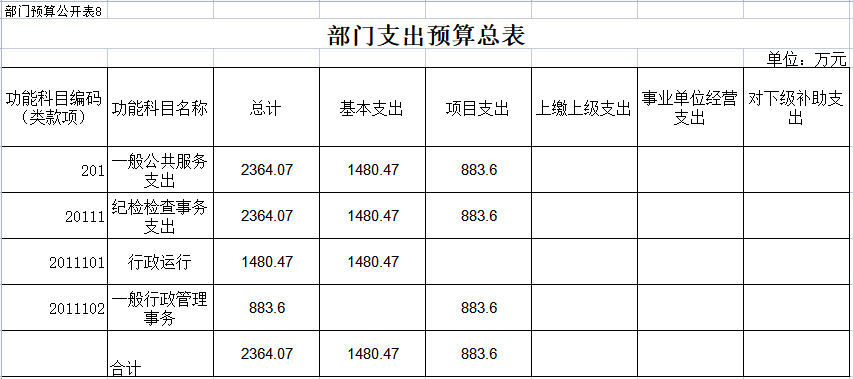 部门预算公开表8
部门支出预算总表
单位：万元
功能科目编码
（类款项）
功能科目名称
总计
基本支出
项目支出
上缴上级支出
事业单位经营
支出
对下级补助支
出
201
一般公共服务
支出
2364.07
1480.47
883.6
20111
纪检检查事务
支出
2364.07
1480.47
883.6
2011101
行政运行
1480.47
1480.47
2011102
一般行政管理
事务
883.6
883.6
合计
2364.07
1480.47
883.6